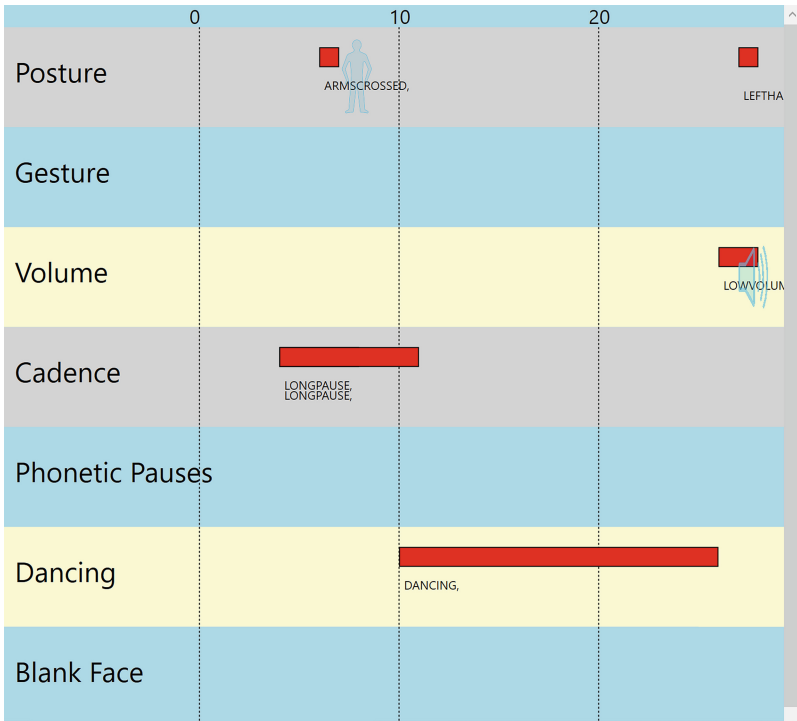 0 10 20
Posture
ARMSCROSSED,
LEFTHA
Gesture
Volume
LOWVOLUM
Cadence
LONGPAUSE,
LONGPAUSE,
Phonetic Pauses
Dancing
DANCING,
Blank Face